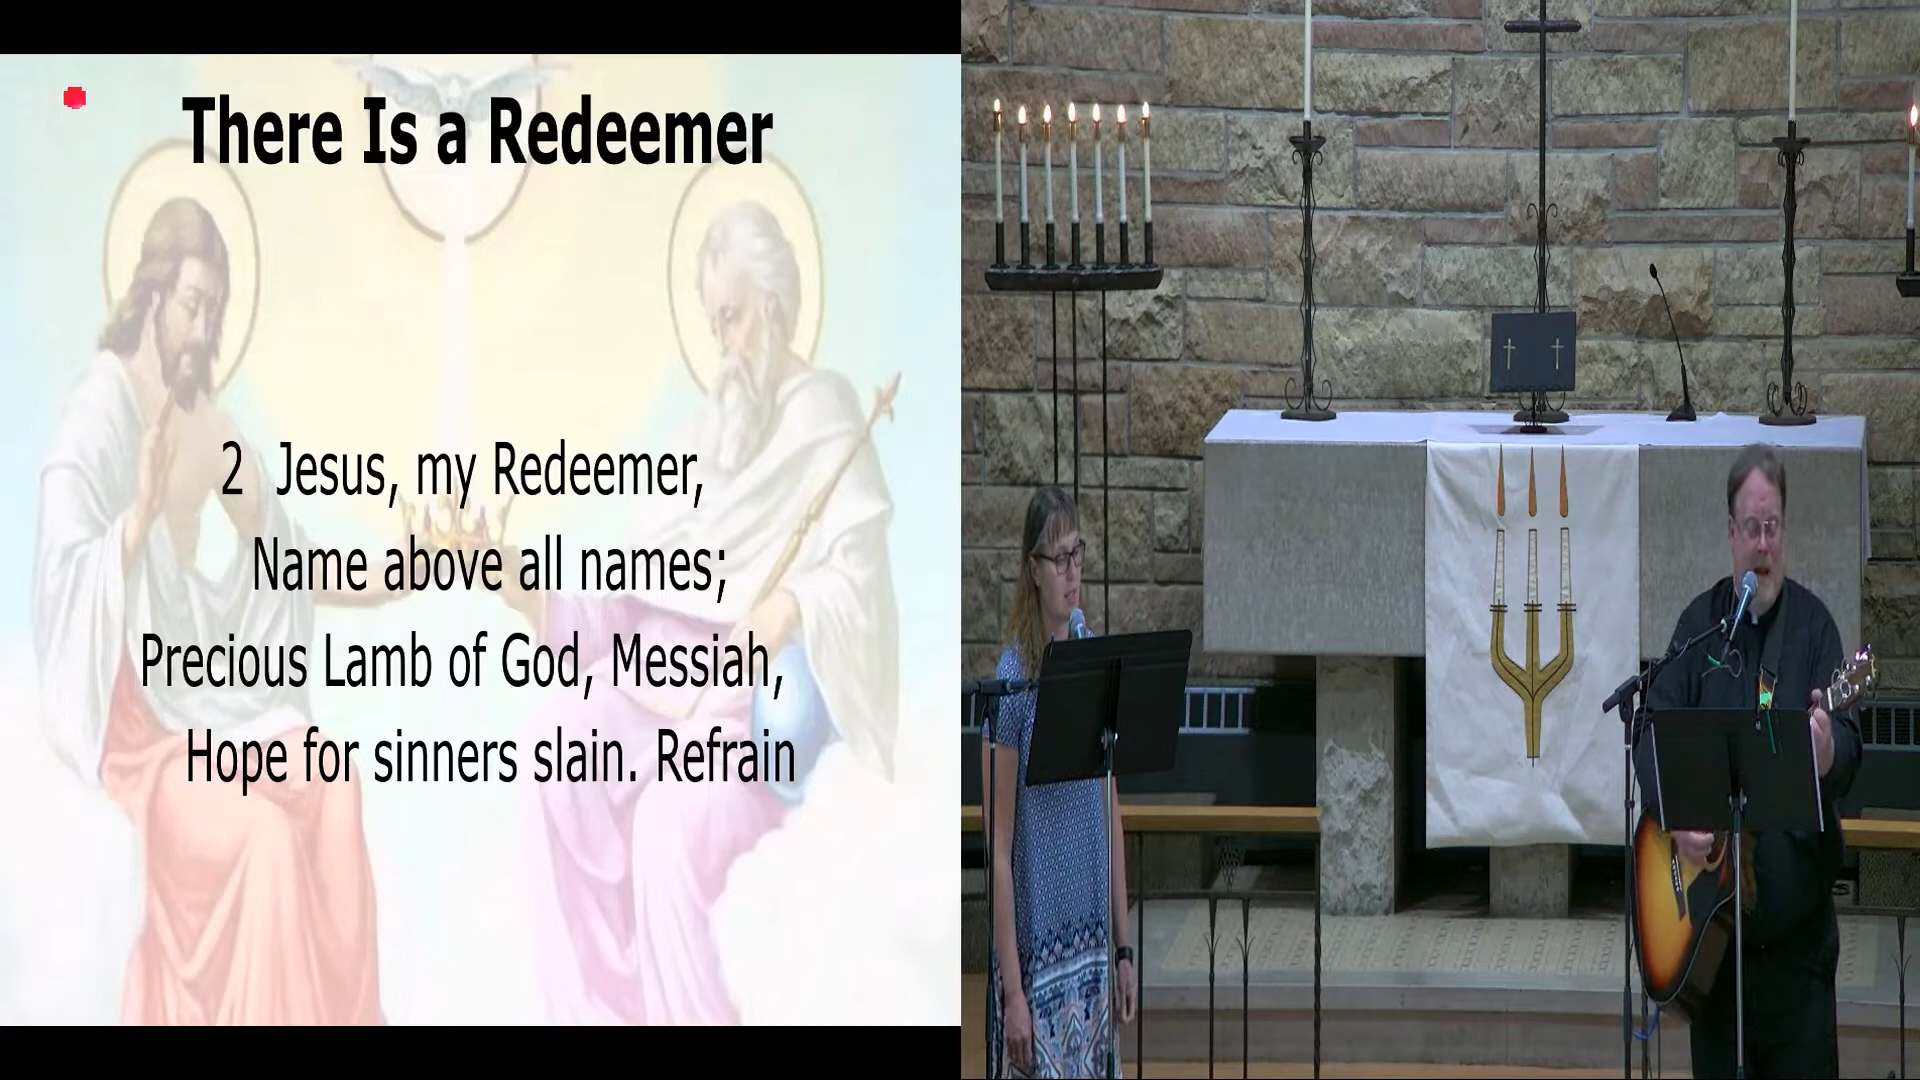 There Is a Redeemer
2 Jesus, my Redeemer,
Name above all names;
Precious Lamb of God, Messiah,
Hope for sinners slain. Refrain